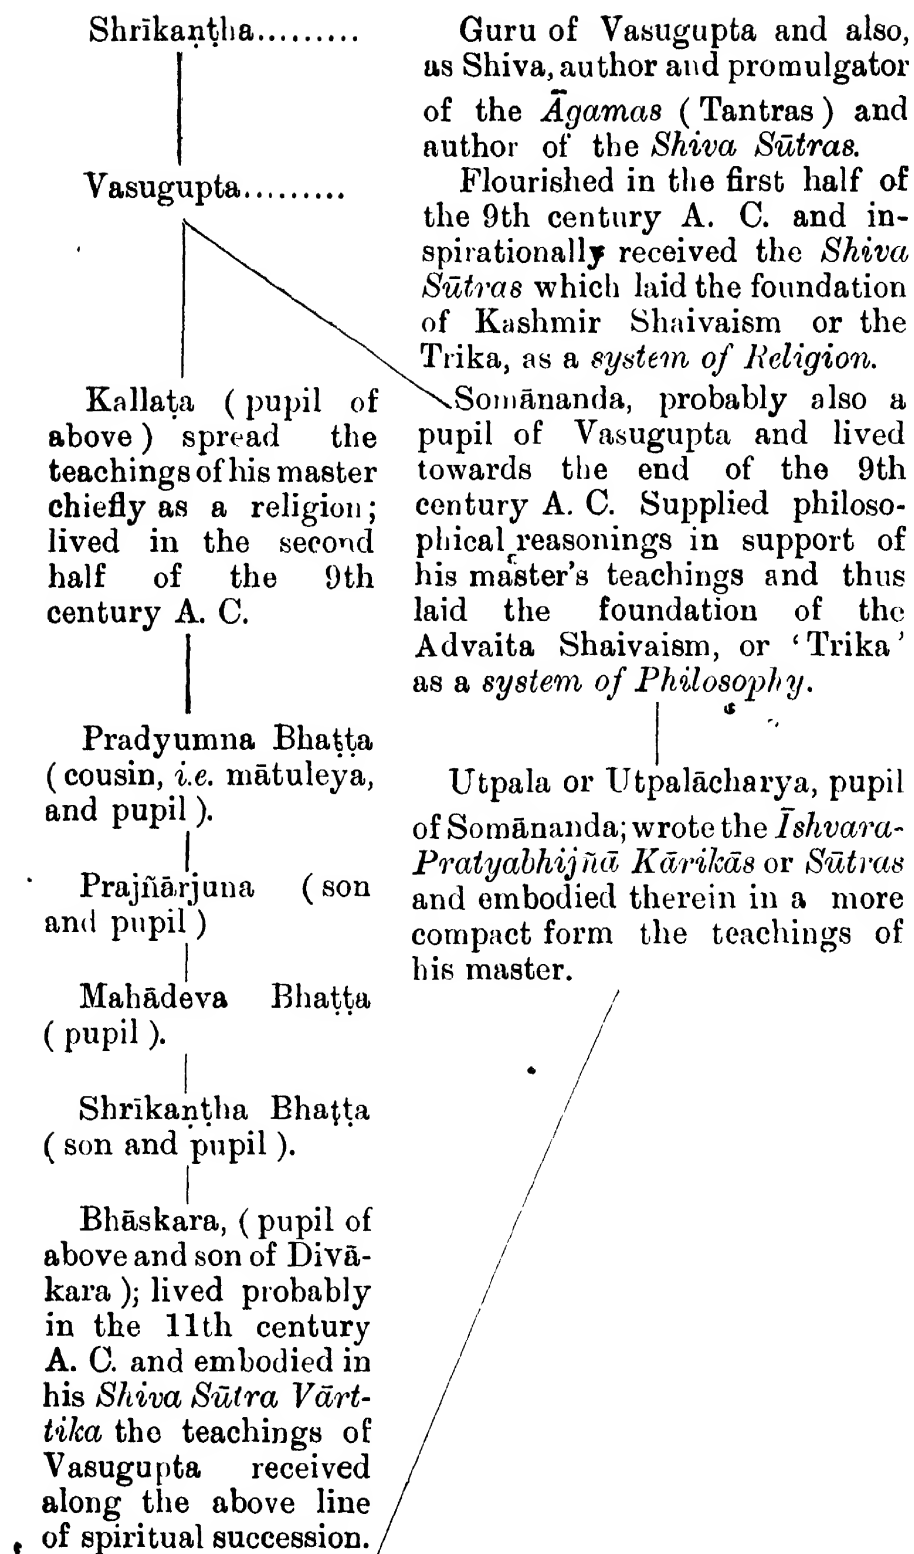 Shrīkaṇṭha.........
Guru of Vasugupta and also,
as Shiva, author and promulgator
of the Āgamas ( Tantras ) and
author of the Shiva Sūtras.
Vasugupta.........
Flourished in the first half of
the 9th century A. C. and in-
spirationally received the Shiva
Sūtras which laid the foundation
of Kashmir Shaivaism or the
Trika, as a system of Religion.
Kallaṭa ( pupil of
above ) spread the
teachings of his master
chiefly as a religion ;
lived in the second
half of the 9th
century A. C.
Pradyumna Bhaṭṭa
( cousin, i.e. mātuleya,
and pupil ).
Prajñārjuna ( son
and pupil )
Mahādeva Bhaṭṭa
( pupil ).
Shrīkaṇṭha Bhaṭṭa
( son and pupil ).
Bhāskara, ( pupil of
above and son of Divā-
kara ); lived probably
in the 11th century
A. C. and embodied in
his Shiva Sūtra Vārt-
tika the teachings of
Vasugupta received
along the above line
of spiritual succession.
Somānanda, probably also a
pupil of Vasugupta and lived
towards the end of the 9th
century A. C. Supplied philoso-
phical reasonings in support of
his master's teachings and thus
laid the foundation of the
Advaita Shaivaism, or ‘ Trika ’
as a system of Philosophy.
Utpala or Utpalācharya, pupil
of Somānanda; wrote the Īshvara-
Pratyabhijñā Kārikās or Sūtras
and embodied therein in a more
compact form the teachings of
his master.